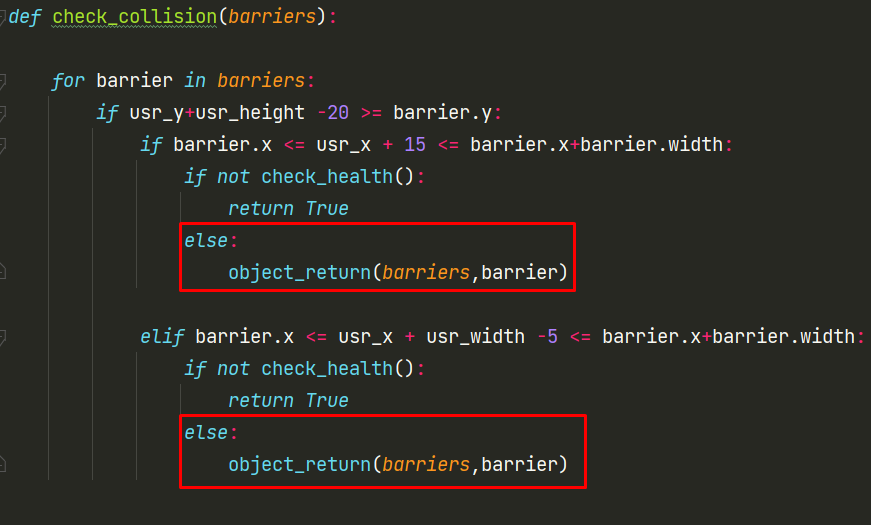 def check_collision(barriers):
for barrier in barriers:
if usr_y+usr_height -20 >= barrier.y:
if barrier.x <= usr_x + 15 <= barrier.x+barrier.width:
if not check_health():
return True
else:
object_return(barriers,barrier)
elif barrier.x <= usr_x + usr_width -5 <= barrier.x+barrier.width:
if not check_health():
return True
else:
object_return(barriers,barrier)